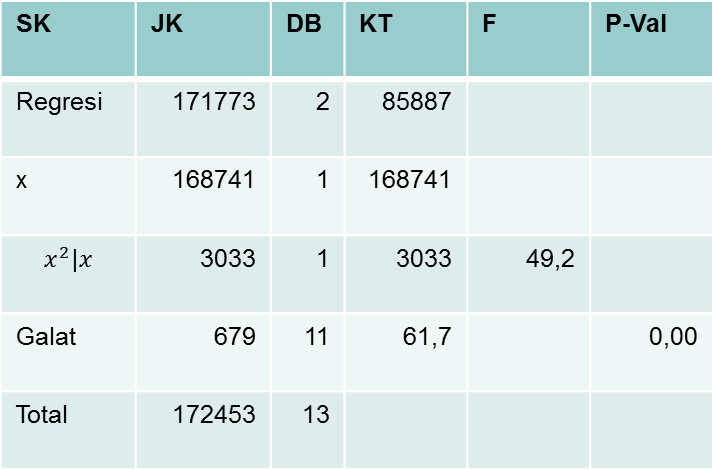 SK JK DB KT F P-Val
Regresi 171773 2 85887
x 168741 1 168741
x²|x 3033 1 3033 49,2
Galat 679 11 61,7 0,00
Total 172453 13